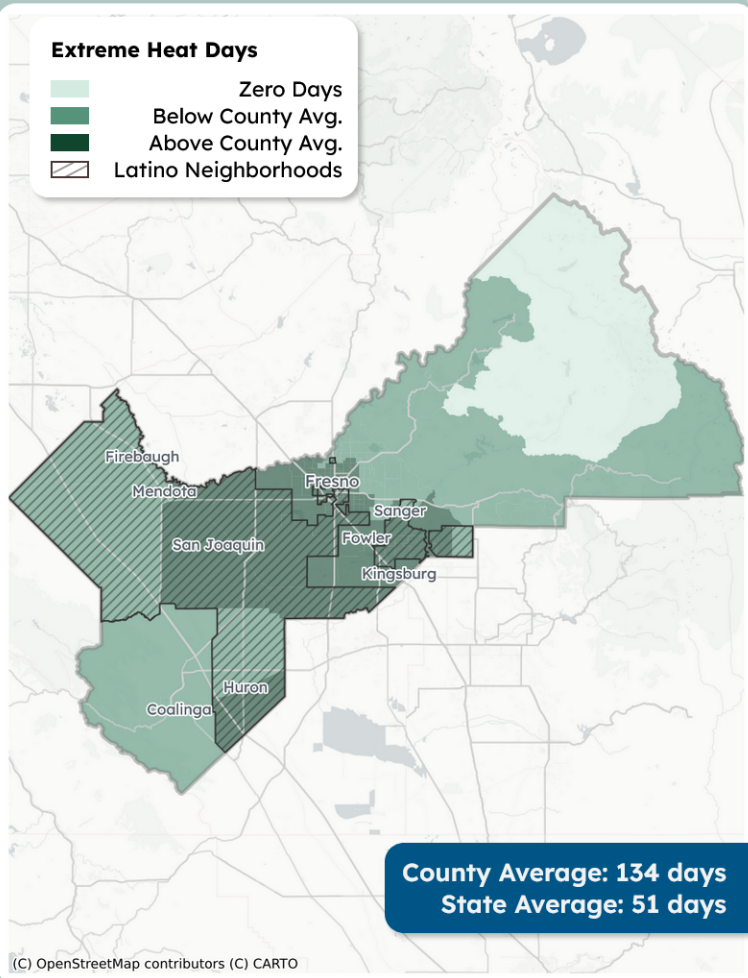 Extreme Heat Days
Zero Days
Below County Avg.
Above County Avg.
Latino Neighborhoods
Firebaugh
Mendota
Fresno
Sanger
San Joaquin
Fowler
Kingsburg
Huron
Coalinga
County Average: 134 days
State Average: 51 days
(C) OpenStreetMap contributors (C) CARTO